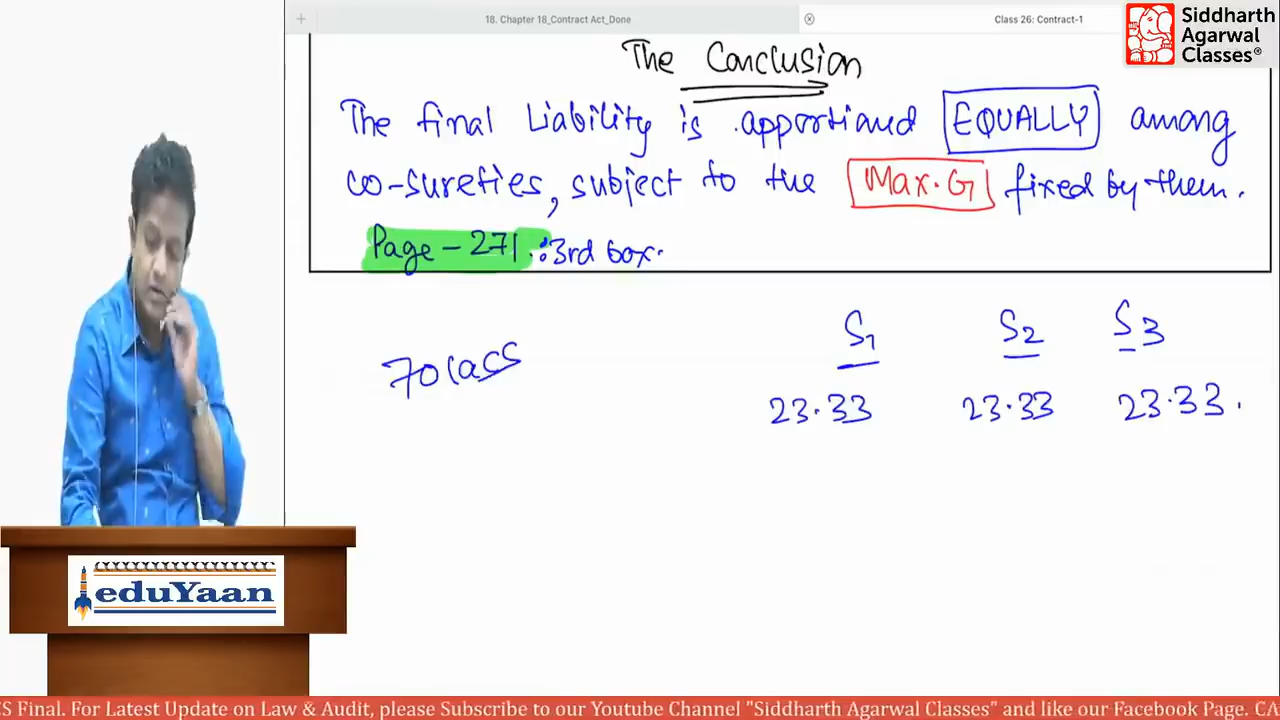 18. Chapter 18_Contract Act_Done
Class 26: Contract-1
Siddharth
Agarwal
Classes®
The Conclusion
The final Liability is apportioned EQUALLY among
co-sureties, subject to the Max. G fixed by them.
Page - 271 : 3rd box.
S1 S2 S3
70 lacs
23.33 23.33 23.33.
eduYaan
CS Final. For Latest Update on Law & Audit, please Subscribe to our Youtube Channel "Siddharth Agarwal Classes" and like our Facebook Page. CA